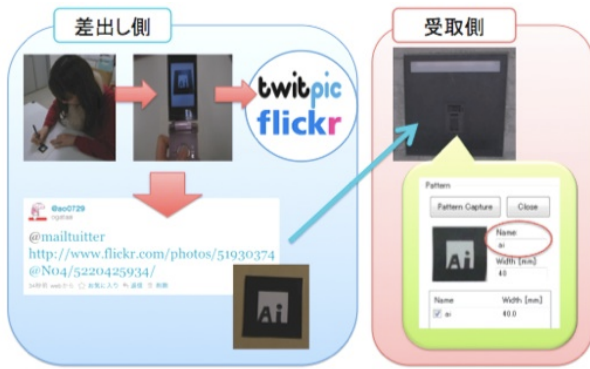 差出し側
受取側
twitpic
flickr
@ao0729
@mailtuitter
http://www.flickr.com/photos/51930374
@N04/5220425934/
Ai
Pattern
Pattern Capture
Close
Name
ai
Width [mm]
40
Ai
Name Width [mm]
ai 40.0